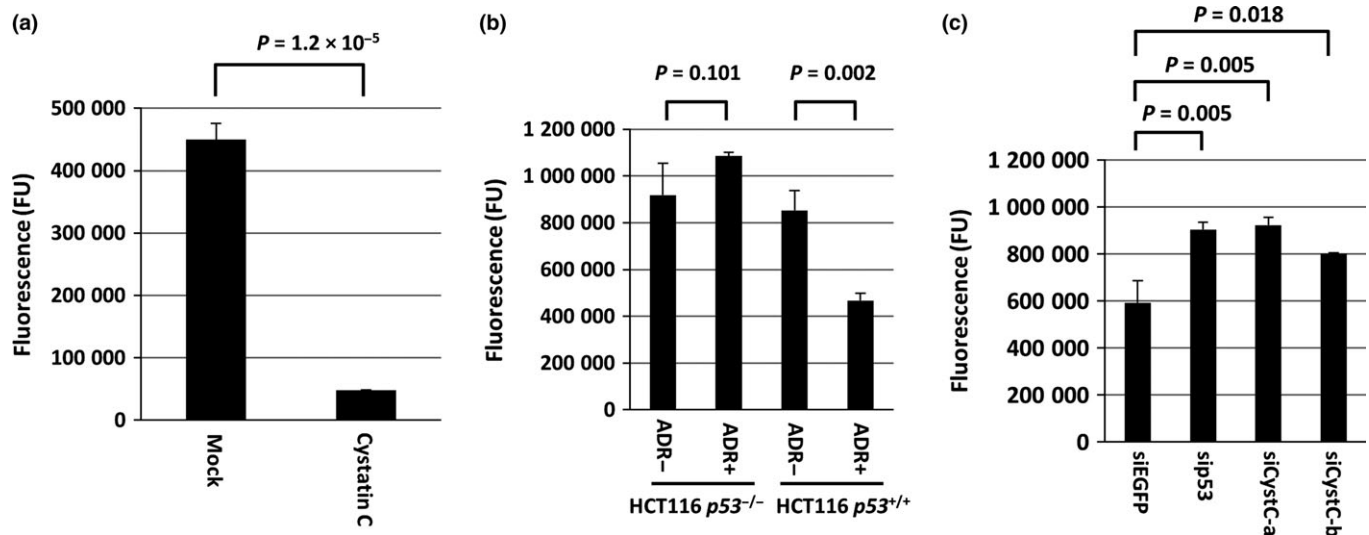 (a)
P = 1.2 × 10⁻⁵
Fluorescence (FU)
500 000
400 000
300 000
200 000
100 000
0
Mock
Cystatin C
(b)
P = 0.101
P = 0.002
Fluorescence (FU)
1 200 000
1 000 000
800 000
600 000
400 000
200 000
0
ADR–
ADR+
ADR–
ADR+
HCT116 p53⁻/⁻
HCT116 p53⁺/⁺
(c)
P = 0.018
P = 0.005
P = 0.005
Fluorescence (FU)
1 200 000
1 000 000
800 000
600 000
400 000
200 000
0
siEGFP
sip53
siCystC-a
siCystC-b